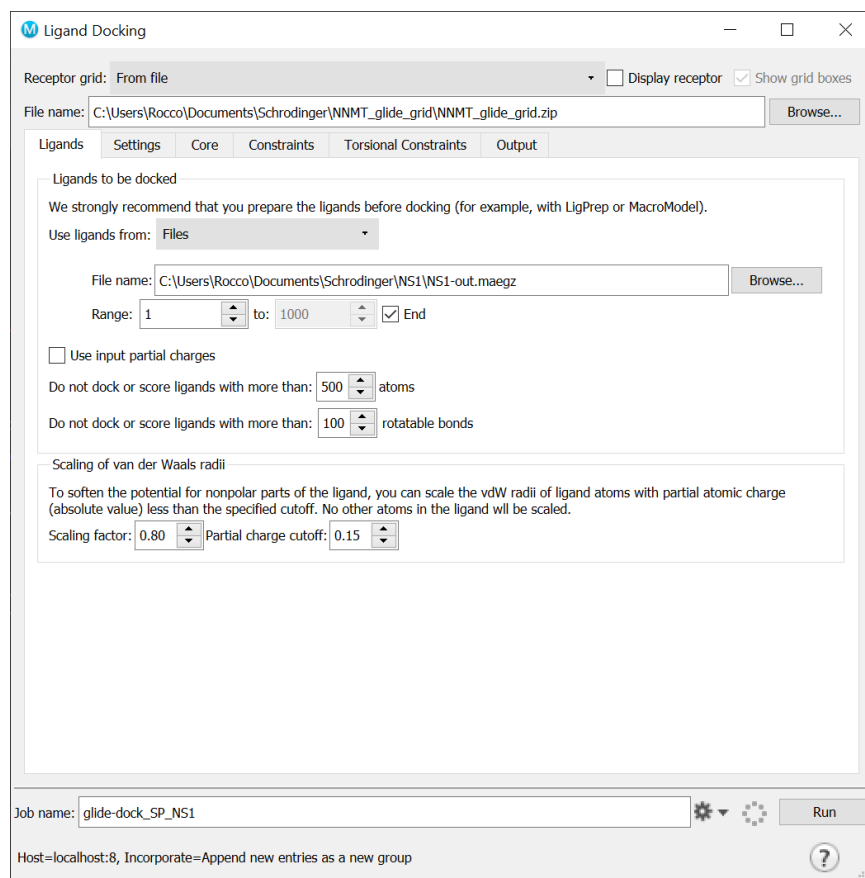 M Ligand Docking
Receptor grid: From file Display receptor Show grid boxes
File name: C:\Users\Rocco\Documents\Schrodinger\NNMT_glide_grid\NNMT_glide_grid.zip Browse...
Ligands Settings Core Constraints Torsional Constraints Output
Ligands to be docked
We strongly recommend that you prepare the ligands before docking (for example, with LigPrep or MacroModel).
Use ligands from: Files
File name: C:\Users\Rocco\Documents\Schrodinger\NS1\NS1-out.maegz Browse...
Range: 1 to: 1000 End
Use input partial charges
Do not dock or score ligands with more than: 500 atoms
Do not dock or score ligands with more than: 100 rotatable bonds
Scaling of van der Waals radii
To soften the potential for nonpolar parts of the ligand, you can scale the vdW radii of ligand atoms with partial atomic charge
(absolute value) less than the specified cutoff. No other atoms in the ligand wll be scaled.
Scaling factor: 0.80 Partial charge cutoff: 0.15
Job name: glide-dock_SP_NS1 Run
Host=localhost:8, Incorporate=Append new entries as a new group ?